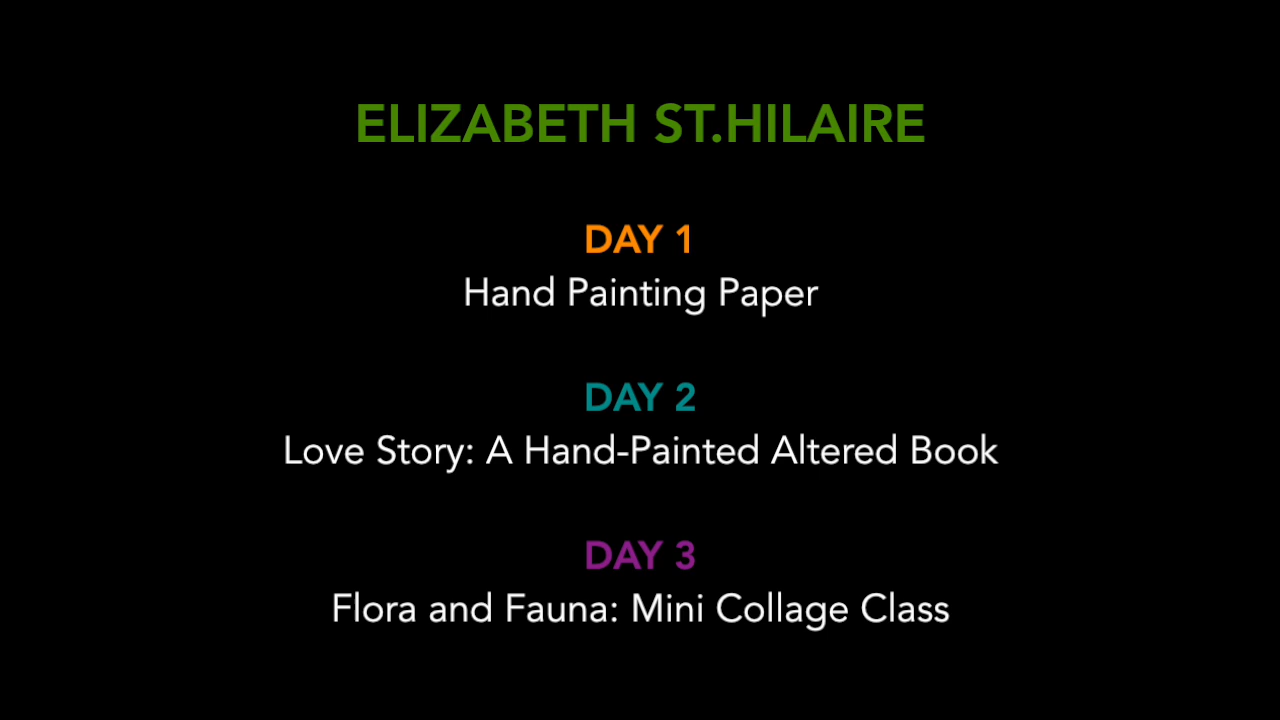 ELIZABETH ST.HILAIRE
DAY 1
Hand Painting Paper
DAY 2
Love Story: A Hand-Painted Altered Book
DAY 3
Flora and Fauna: Mini Collage Class